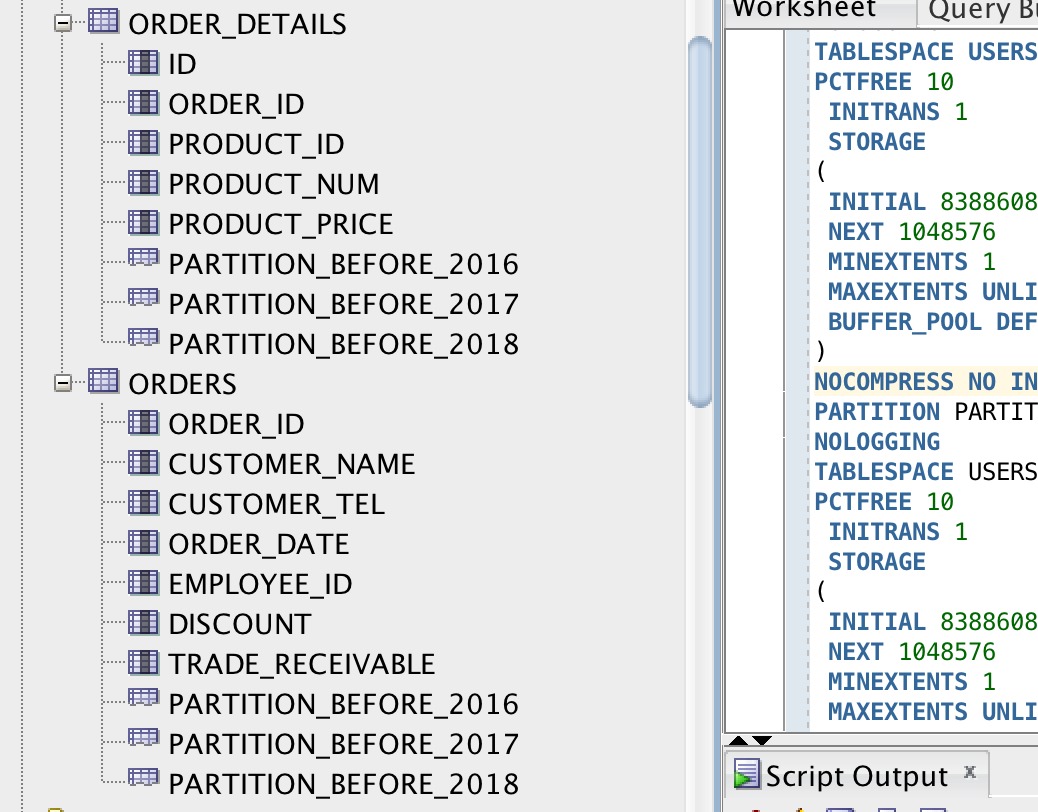 ORDER_DETAILS
ID
ORDER_ID
PRODUCT_ID
PRODUCT_NUM
PRODUCT_PRICE
PARTITION_BEFORE_2016
PARTITION_BEFORE_2017
PARTITION_BEFORE_2018
ORDERS
ORDER_ID
CUSTOMER_NAME
CUSTOMER_TEL
ORDER_DATE
EMPLOYEE_ID
DISCOUNT
TRADE_RECEIVABLE
PARTITION_BEFORE_2016
PARTITION_BEFORE_2017
PARTITION_BEFORE_2018
Worksheet Query Bu
TABLESPACE USERS
PCTFREE 10
INITRANS 1
STORAGE
(
INITIAL 8388608
NEXT 1048576
MINEXTENTS 1
MAXEXTENTS UNLI
BUFFER_POOL DEF
)
NOCOMPRESS NO IN
PARTITION PARTIT
NOLOGGING
TABLESPACE USERS
PCTFREE 10
INITRANS 1
STORAGE
(
INITIAL 8388608
NEXT 1048576
MINEXTENTS 1
MAXEXTENTS UNLI
Script Output x